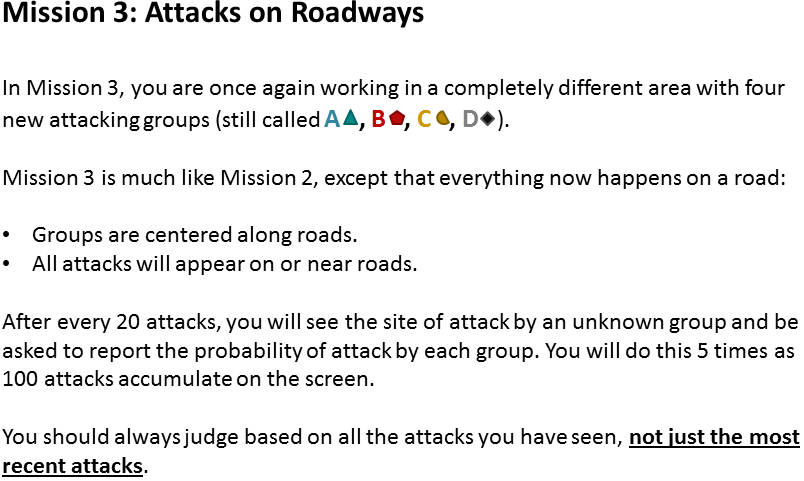 Mission 3: Attacks on Roadways
In Mission 3, you are once again working in a completely different area with four
new attacking groups (still called A▲, B⬟, C, D◆).
Mission 3 is much like Mission 2, except that everything now happens on a road:
• Groups are centered along roads.
• All attacks will appear on or near roads.
After every 20 attacks, you will see the site of attack by an unknown group and be
asked to report the probability of attack by each group. You will do this 5 times as
100 attacks accumulate on the screen.
You should always judge based on all the attacks you have seen, not just the most
recent attacks.